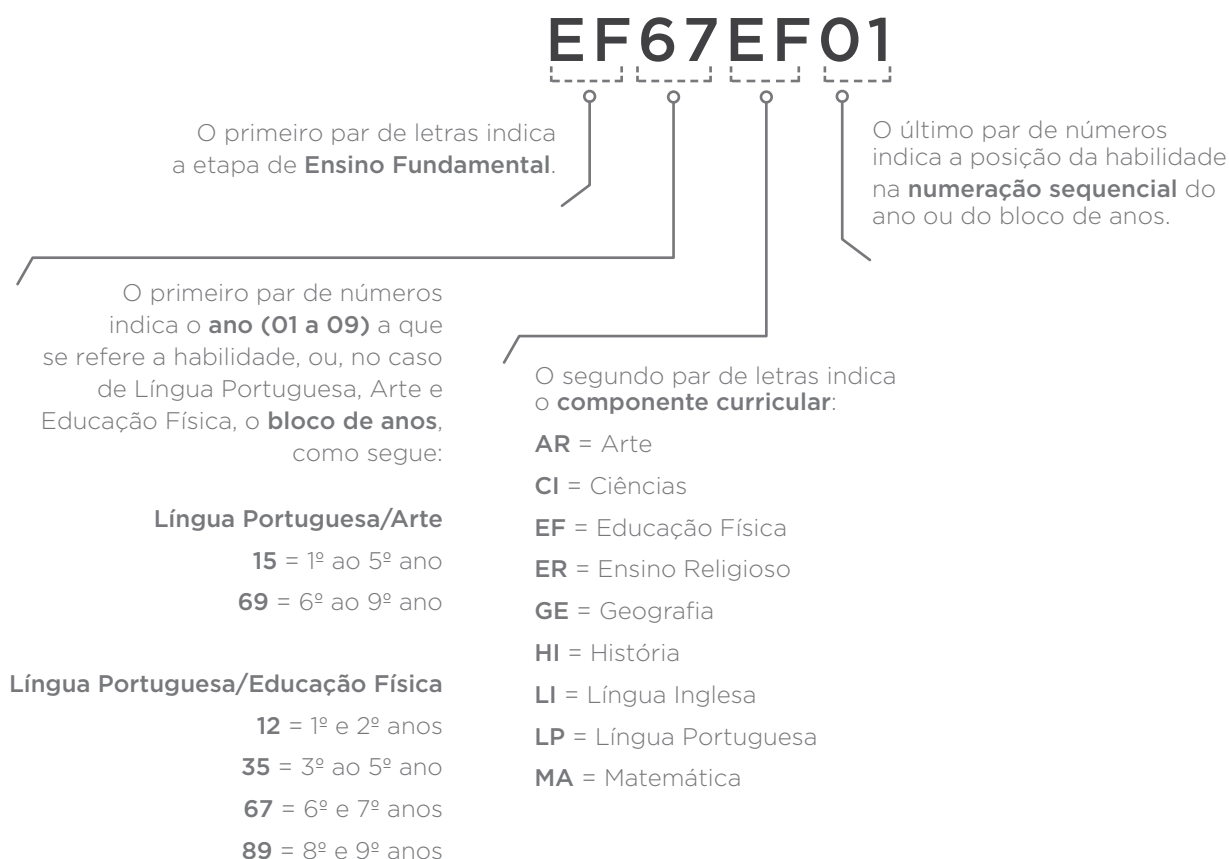 EF67EF01
O primeiro par de letras indica
a etapa de Ensino Fundamental.
O último par de números
indica a posição da habilidade
na numeração sequencial do
ano ou do bloco de anos.
O primeiro par de números
indica o ano (01 a 09) a que
se refere a habilidade, ou, no caso
de Língua Portuguesa, Arte e
Educação Física, o bloco de anos,
como segue:
Língua Portuguesa/Arte
15 = 1º ao 5º ano
69 = 6º ao 9º ano
Língua Portuguesa/Educação Física
12 = 1º e 2º anos
35 = 3º ao 5º ano
67 = 6º e 7º anos
89 = 8º e 9º anos
O segundo par de letras indica
o componente curricular:
AR = Arte
CI = Ciências
EF = Educação Física
ER = Ensino Religioso
GE = Geografia
HI = História
LI = Língua Inglesa
LP = Língua Portuguesa
MA = Matemática